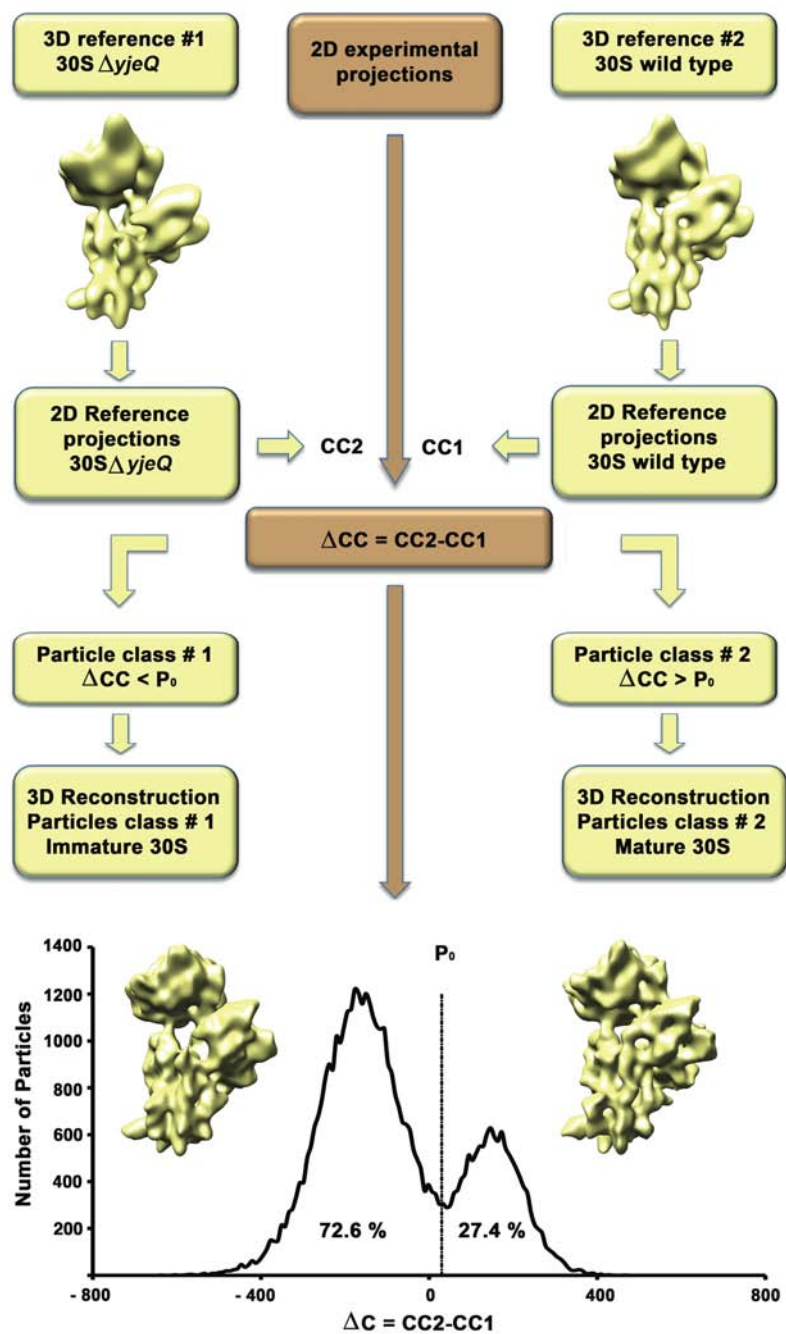 3D reference #1
30S ΔyjeQ
2D experimental
projections
3D reference #2
30S wild type
2D Reference
projections
30SΔyjeQ
CC2
CC1
2D Reference
projections
30S wild type
ΔCC = CC2-CC1
Particle class # 1
ΔCC < P₀
Particle class # 2
ΔCC > P₀
3D Reconstruction
Particles class # 1
Immature 30S
3D Reconstruction
Particles class # 2
Mature 30S
P₀
Number of Particles
1400
1200
1000
800
600
400
200
72.6 %
27.4 %
- 800
- 400
0
400
800
ΔC = CC2-CC1